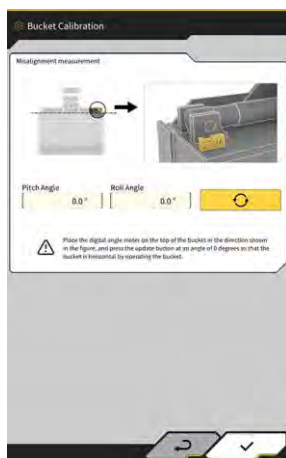 Bucket Calibration
Misalignment measurement
Pitch Angle
Roll Angle
0.0 °
0.0 °
Place the digital angle meter on the top of the bucket in the direction shown
in the figure, and press the update button at an angle of 0 degrees so that the
bucket is horizontal by operating the bucket.